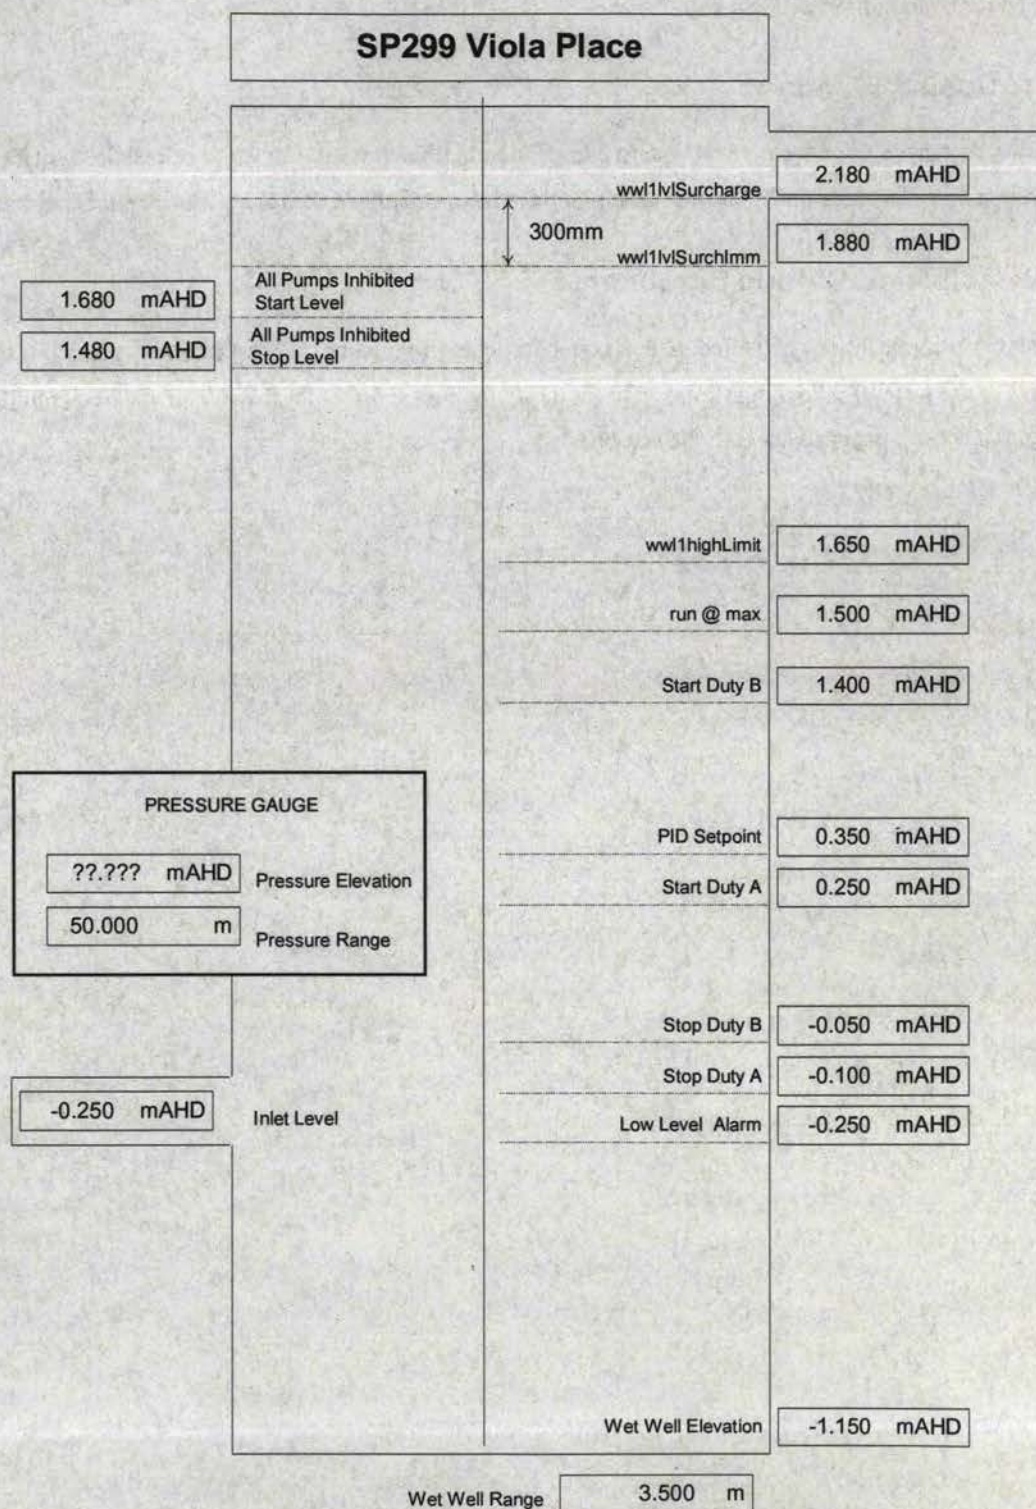 SP299 Viola Place
wwl1lvlSurcharge 2.180 mAHD
300mm
wwl1lvlSurchImm 1.880 mAHD
1.680 mAHD All Pumps Inhibited
Start Level
1.480 mAHD All Pumps Inhibited
Stop Level
wwl1highLimit 1.650 mAHD
run @ max 1.500 mAHD
Start Duty B 1.400 mAHD
PRESSURE GAUGE
??.??? mAHD Pressure Elevation
50.000 m Pressure Range
PID Setpoint 0.350 mAHD
Start Duty A 0.250 mAHD
Stop Duty B -0.050 mAHD
Stop Duty A -0.100 mAHD
-0.250 mAHD Inlet Level
Low Level Alarm -0.250 mAHD
Wet Well Elevation -1.150 mAHD
Wet Well Range 3.500 m